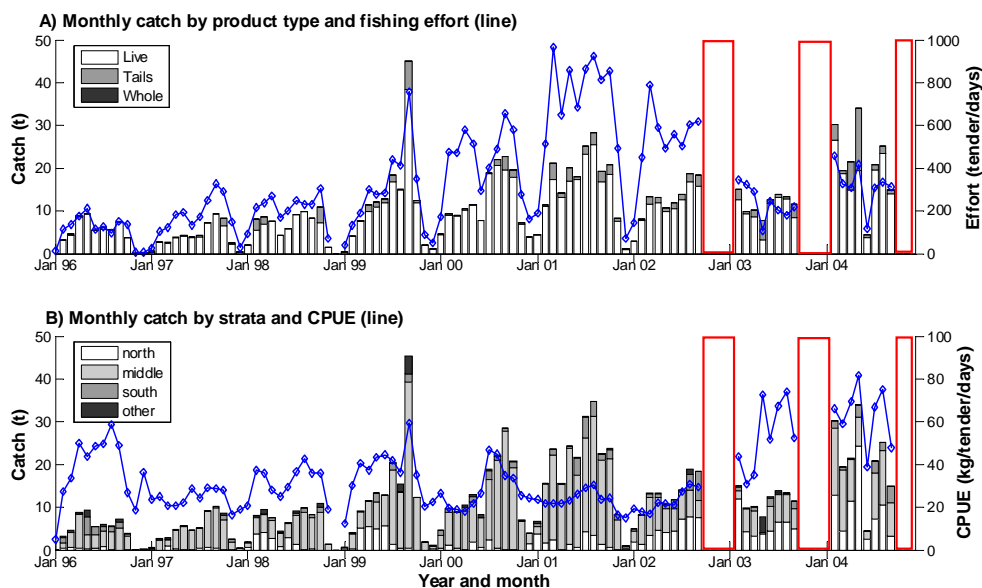 A) Monthly catch by product type and fishing effort (line)
50
40
30
20
10
0
Catch (t)
Live
Tails
Whole
1000
800
600
400
200
0
Effort (tender/days)
Jan 96 Jan 97 Jan 98 Jan 99 Jan 00 Jan 01 Jan 02 Jan 03 Jan 04
B) Monthly catch by strata and CPUE (line)
50
40
30
20
10
0
Catch (t)
north
middle
south
other
100
80
60
40
20
0
CPUE (kg/tender/days)
Jan 96 Jan 97 Jan 98 Jan 99 Jan 00 Jan 01 Jan 02 Jan 03 Jan 04
Year and month